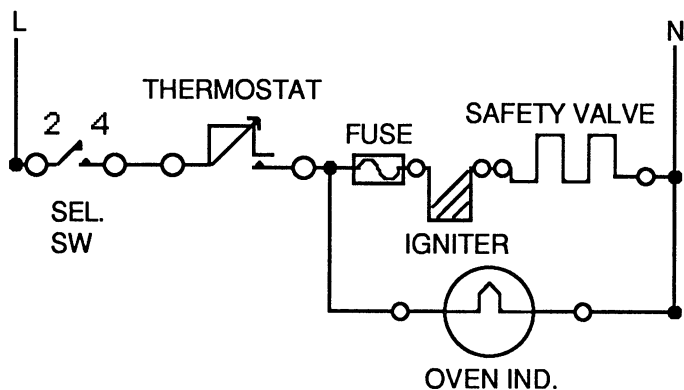 L
N
THERMOSTAT
2 4
FUSE
SAFETY VALVE
SEL.
SW
IGNITER
OVEN IND.